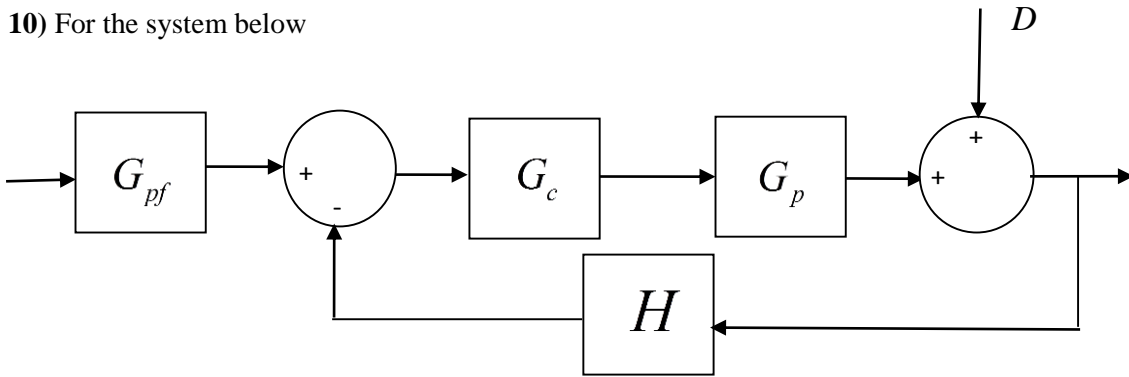 10) For the system below
D
+
G_pf
+
-
G_c
G_p
+
H